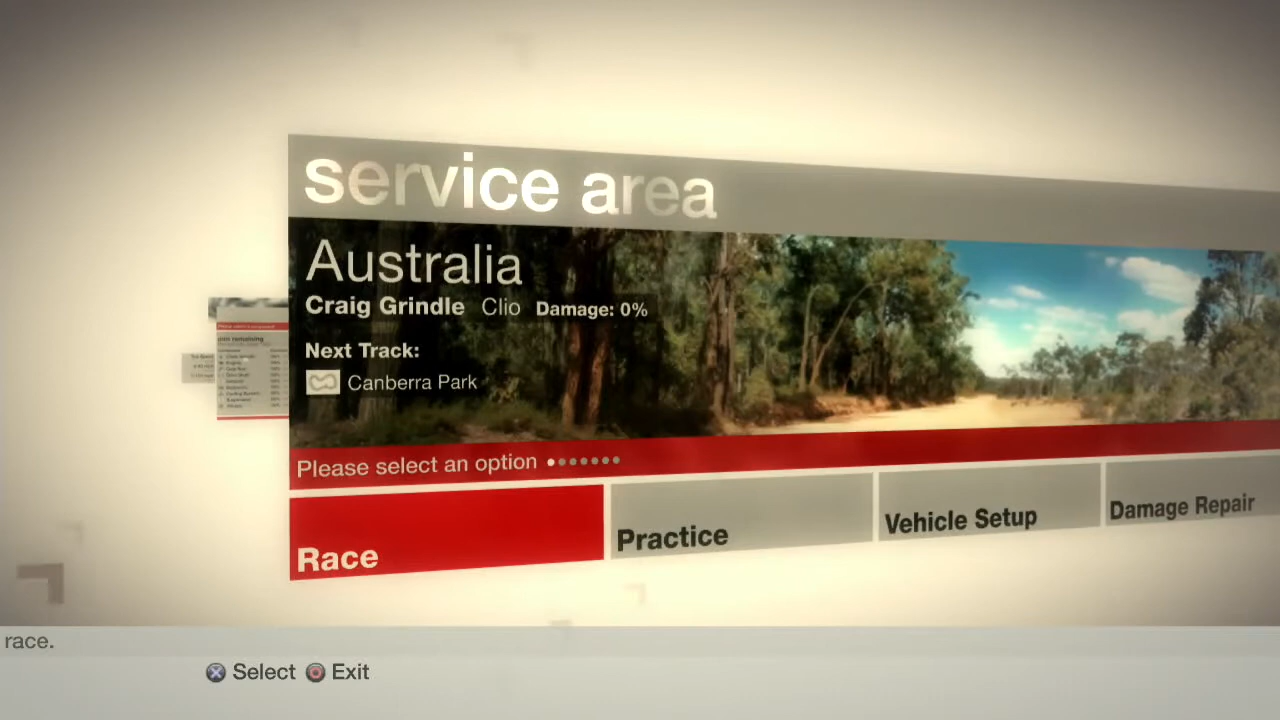 service area
Australia
Craig Grindle Clio Damage: 0%
Next Track:
Canberra Park
Please select an option
Race
Practice
Vehicle Setup
Damage Repair
race.
Select Exit